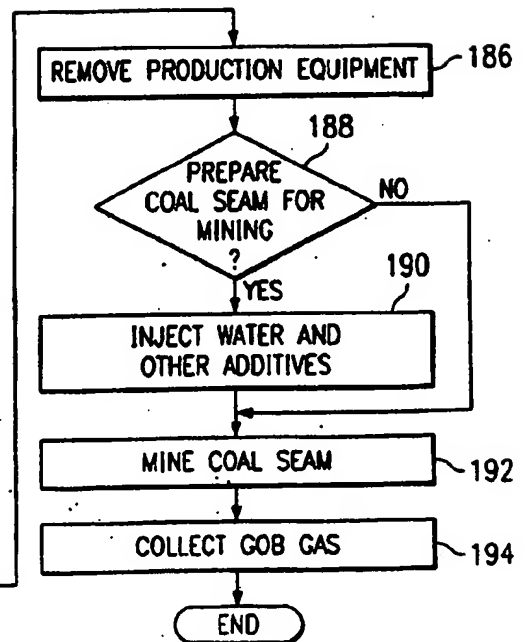 REMOVE PRODUCTION EQUIPMENT
186
188
PREPARE
COAL SEAM FOR
MINING
?
NO
YES
190
INJECT WATER AND
OTHER ADDITIVES
MINE COAL SEAM
192
COLLECT GOB GAS
194
END